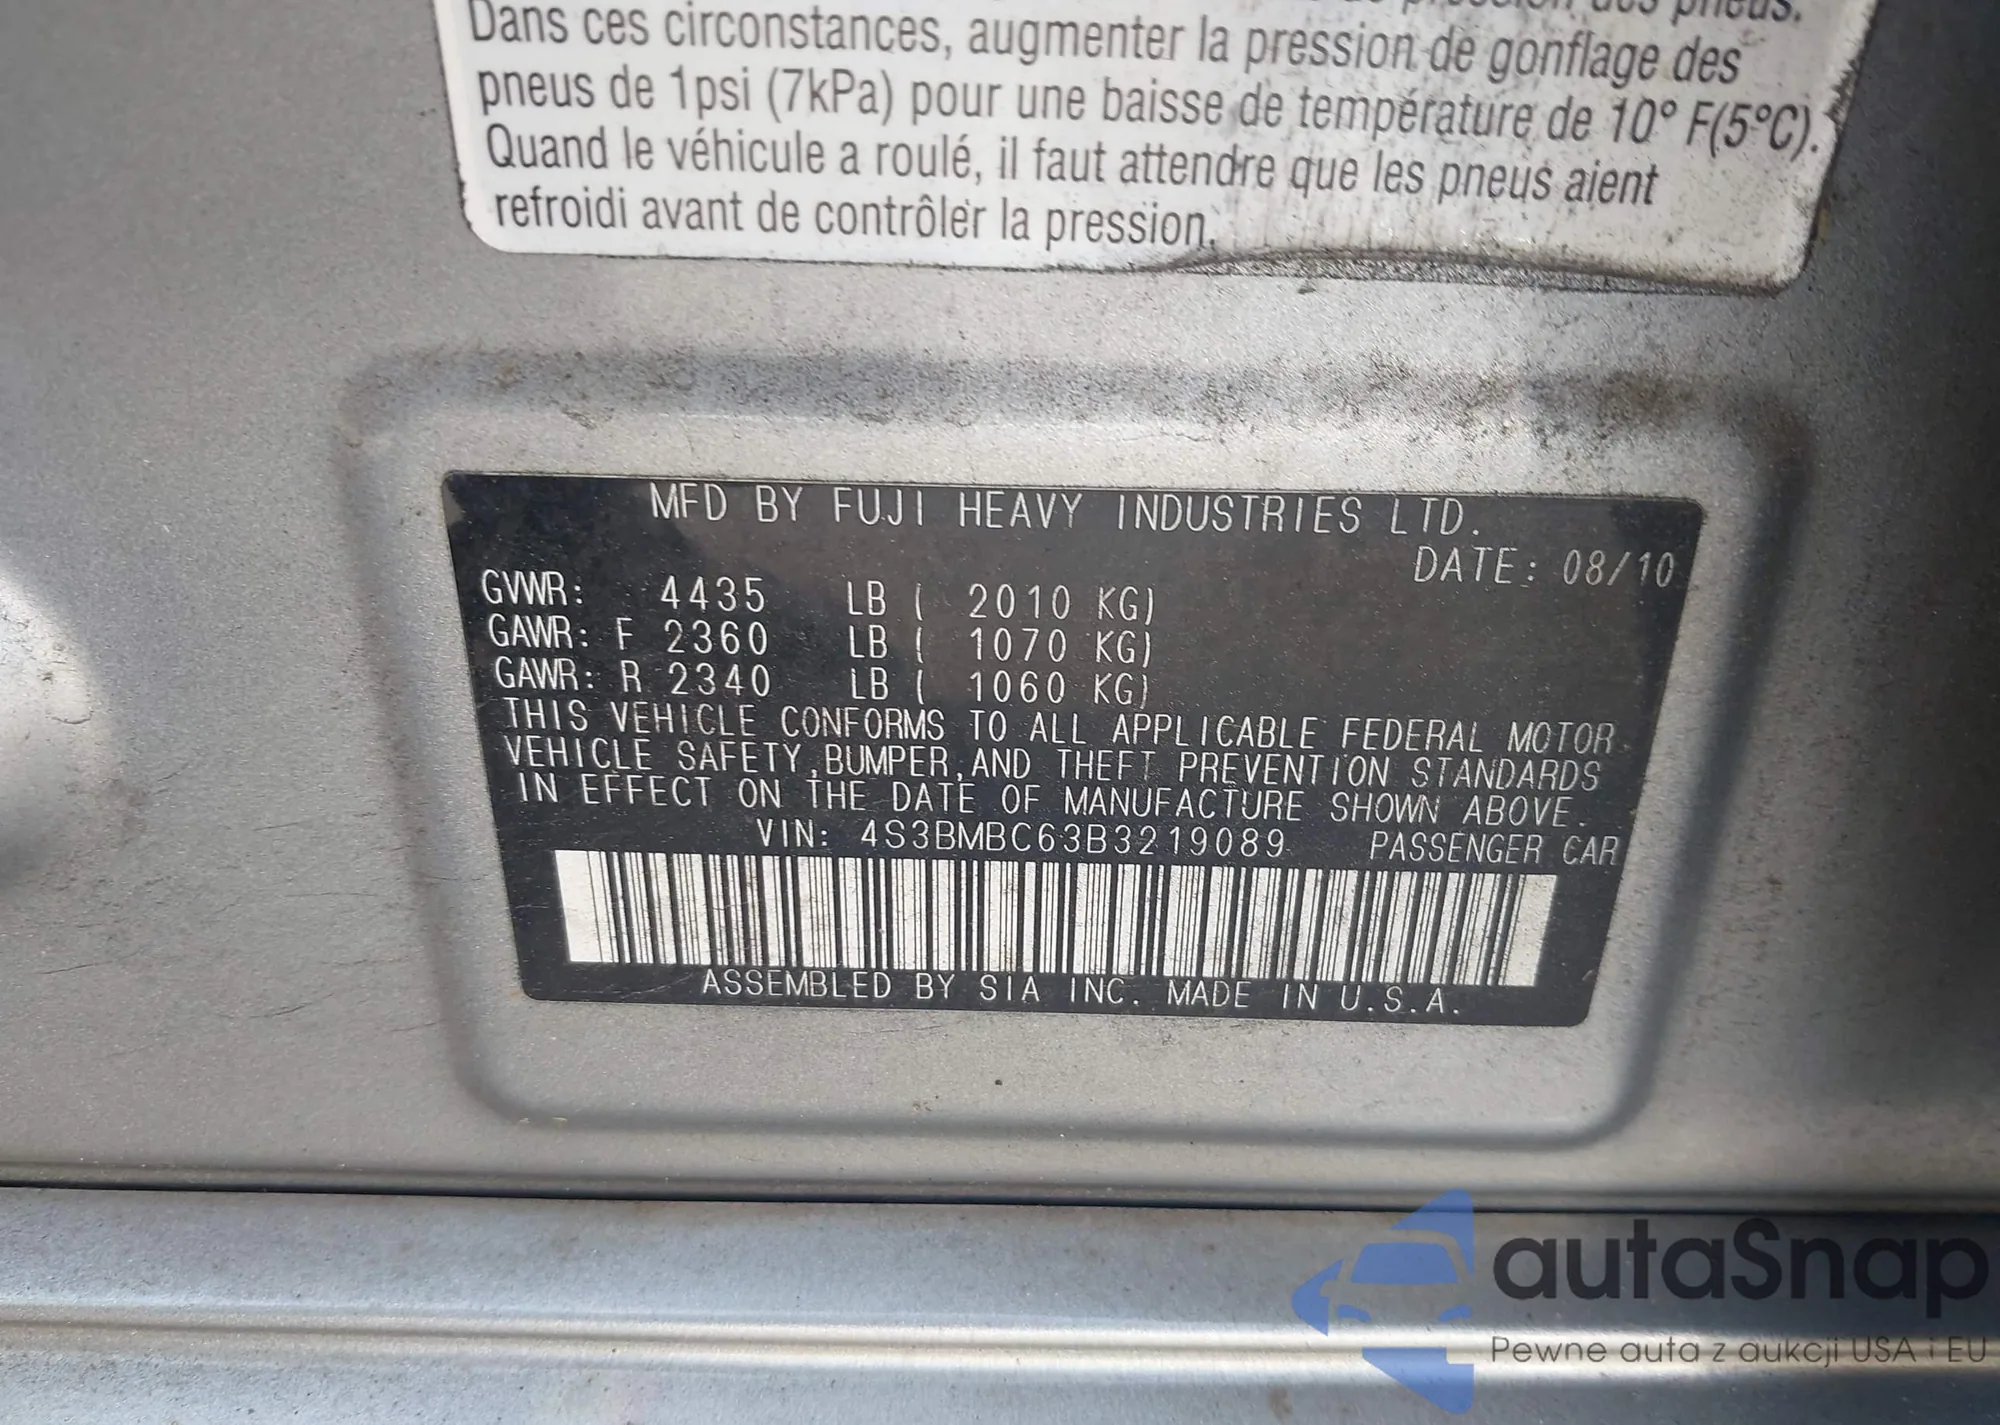 pression des pneus.
Dans ces circonstances, augmenter la pression de gonflage des
pneus de 1psi (7kPa) pour une baisse de température de 10° F(5°C).
Quand le véhicule a roulé, il faut attendre que les pneus aient
refroidi avant de contrôler la pression.
MFD BY FUJI HEAVY INDUSTRIES LTD.
DATE: 08/10
GVWR: 4435 LB ( 2010 KG)
GAWR: F 2360 LB ( 1070 KG)
GAWR: R 2340 LB ( 1060 KG)
THIS VEHICLE CONFORMS TO ALL APPLICABLE FEDERAL MOTOR
VEHICLE SAFETY,BUMPER,AND THEFT PREVENTION STANDARDS
IN EFFECT ON THE DATE OF MANUFACTURE SHOWN ABOVE.
VIN: 4S3BMBC63B3219089 PASSENGER CAR
ASSEMBLED BY SIA INC. MADE IN U.S.A.
autaSnap
Pewne auta z aukcji USA i EU